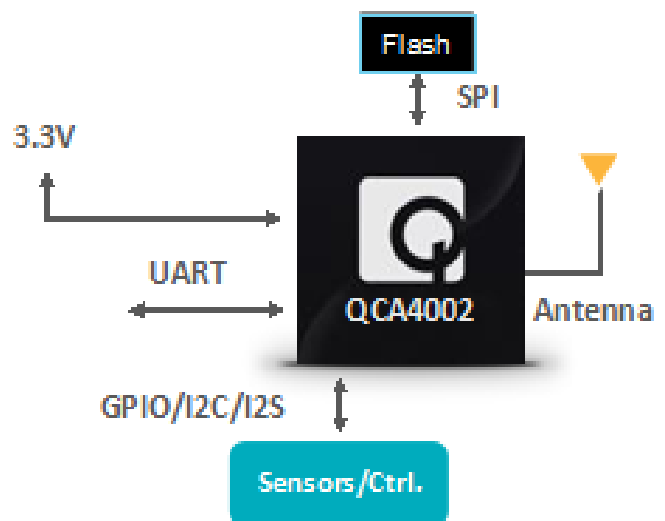 Flash
SPI
3.3V
UART
QCA4002
Antenna
GPIO/I2C/I2S
Sensors/Ctrl.